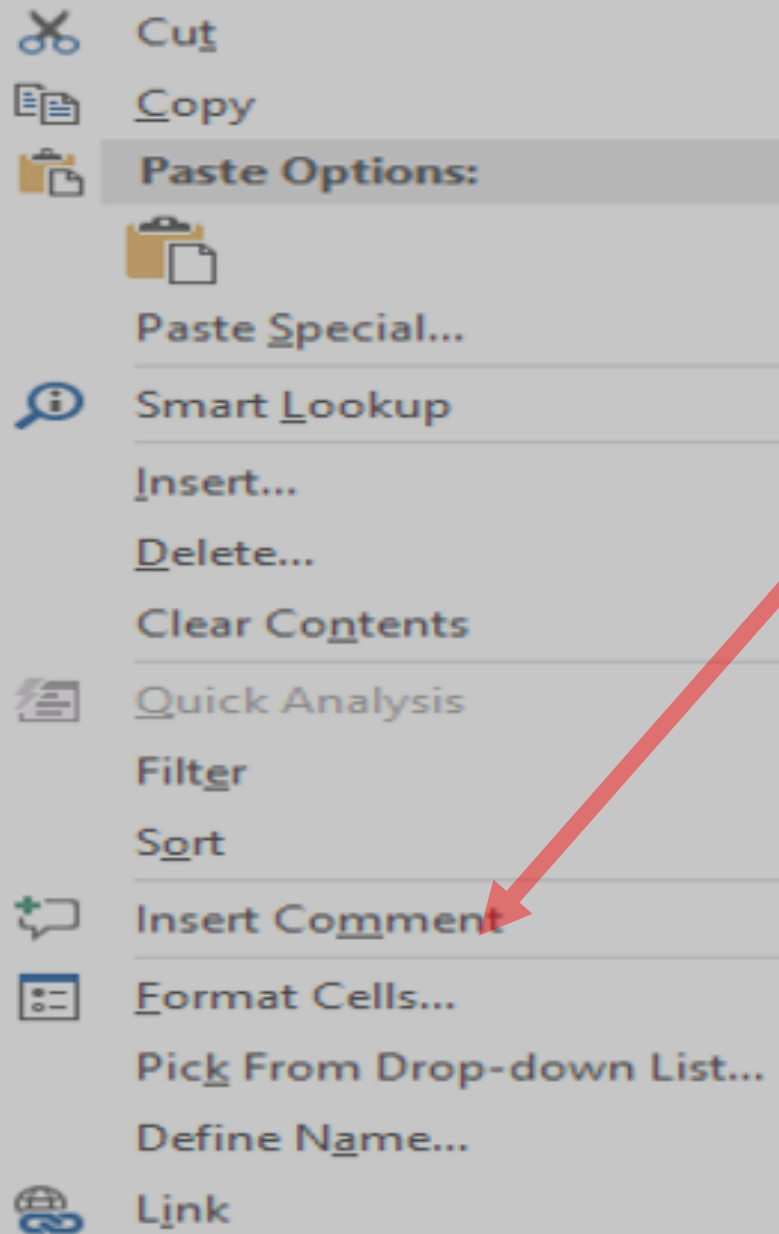 Cut
Copy
Paste Options:
Paste Special...
Smart Lookup
Insert...
Delete...
Clear Contents
Quick Analysis
Filter
Sort
Insert Comment
Format Cells...
Pick From Drop-down List...
Define Name...
Link